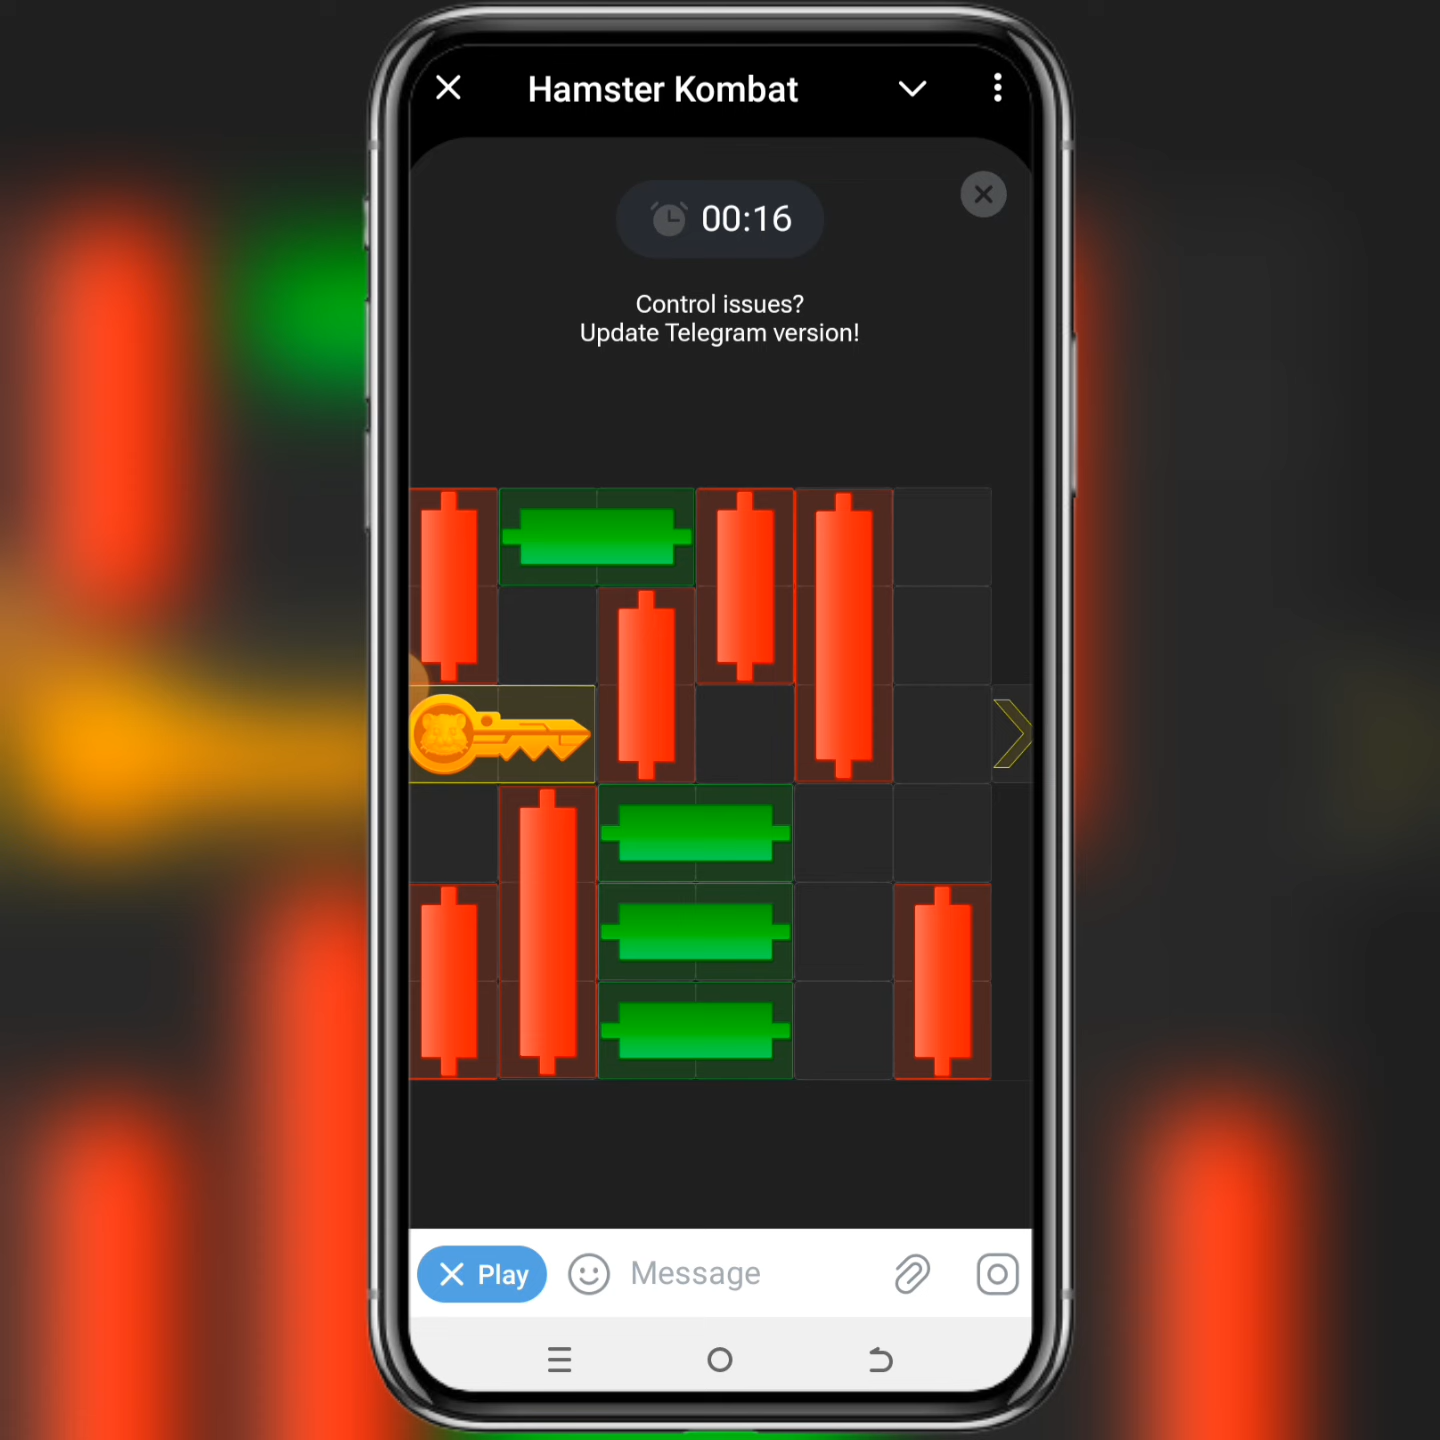 Hamster Kombat
00:16
Control issues?
Update Telegram version!
Play
Message